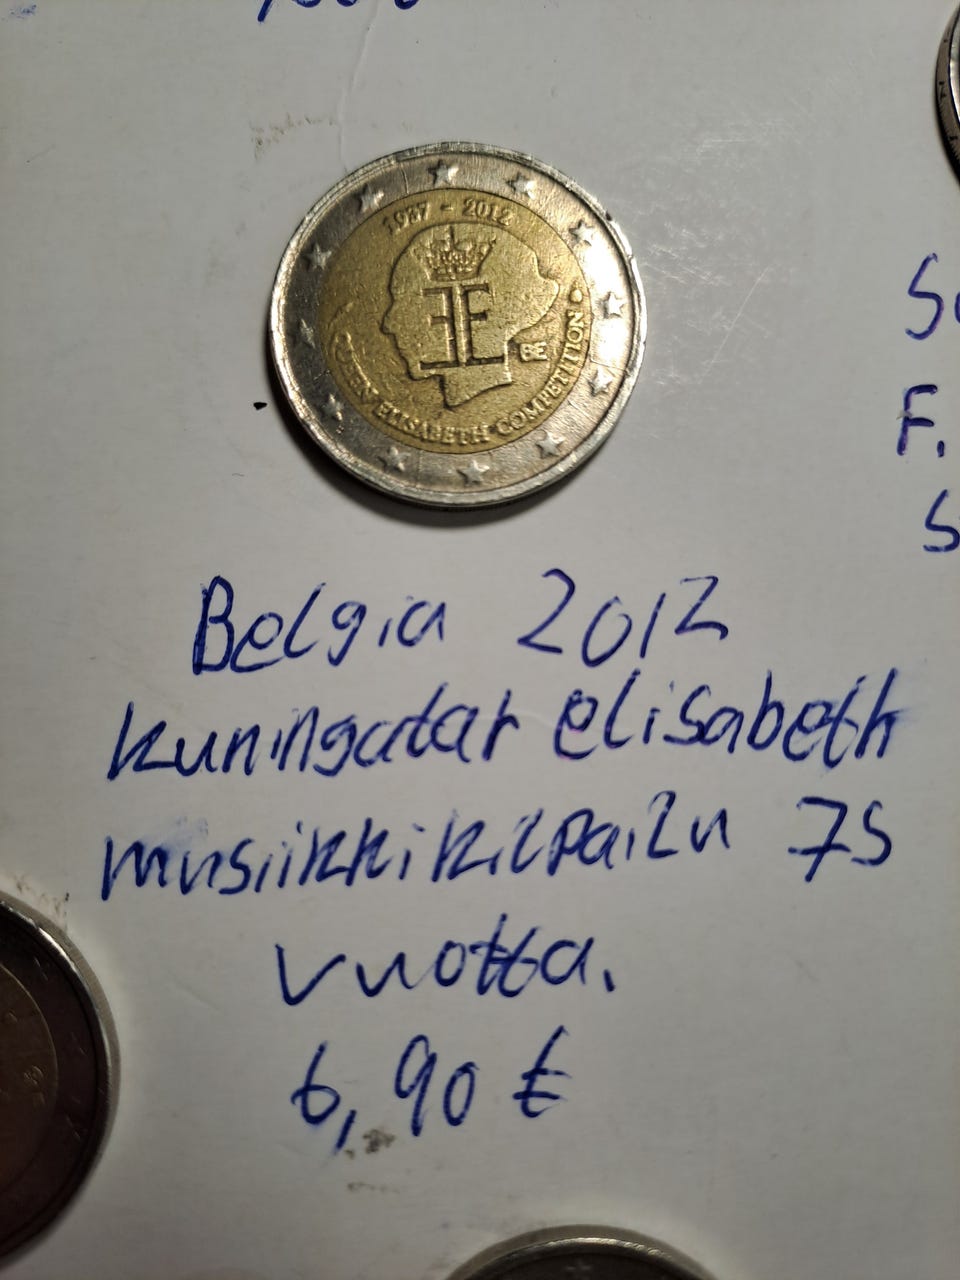 1937 - 2012
BE
QUEEN ELISABETH COMPETITION
Belgia 2012
kuningatar elisabeth
musiikkikilpailu 75
vuotta.
6,90 €
F.